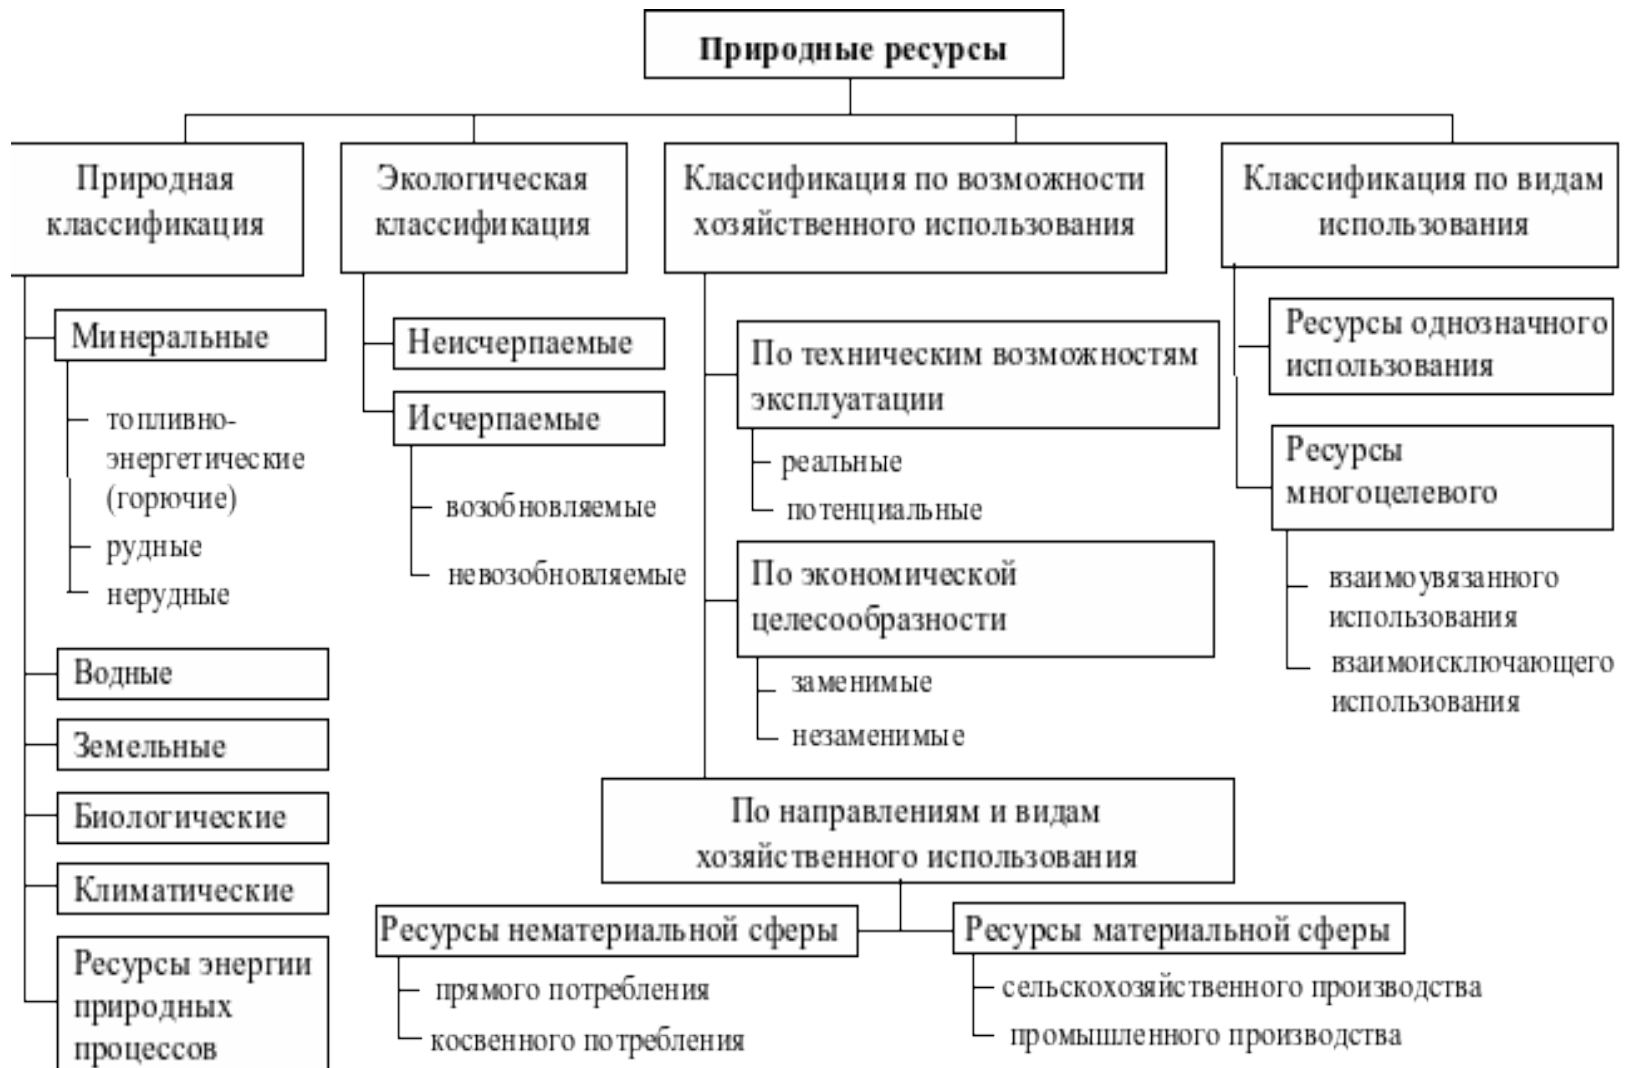 Природные ресурсы
Природная
классификация
Минеральные
топливно-
энергетические
(горючие)
рудные
нерудные
Водные
Земельные
Биологические
Климатические
Ресурсы энергии
природных
процессов
Экологическая
классификация
Неисчерпаемые
Исчерпаемые
возобновляемые
невозобновляемые
Классификация по возможности
хозяйственного использования
По техническим возможностям
эксплуатации
реальные
потенциальные
По экономической
целесообразности
заменимые
незаменимые
По направлениям и видам
хозяйственного использования
Ресурсы нематериальной сферы
прямого потребления
косвенного потребления
Ресурсы материальной сферы
сельскохозяйственного производства
промышленного производства
Классификация по видам
использования
Ресурсы однозначного
использования
Ресурсы
многоцелевого
взаимоувязанного
использования
взаимоисключающего
использования